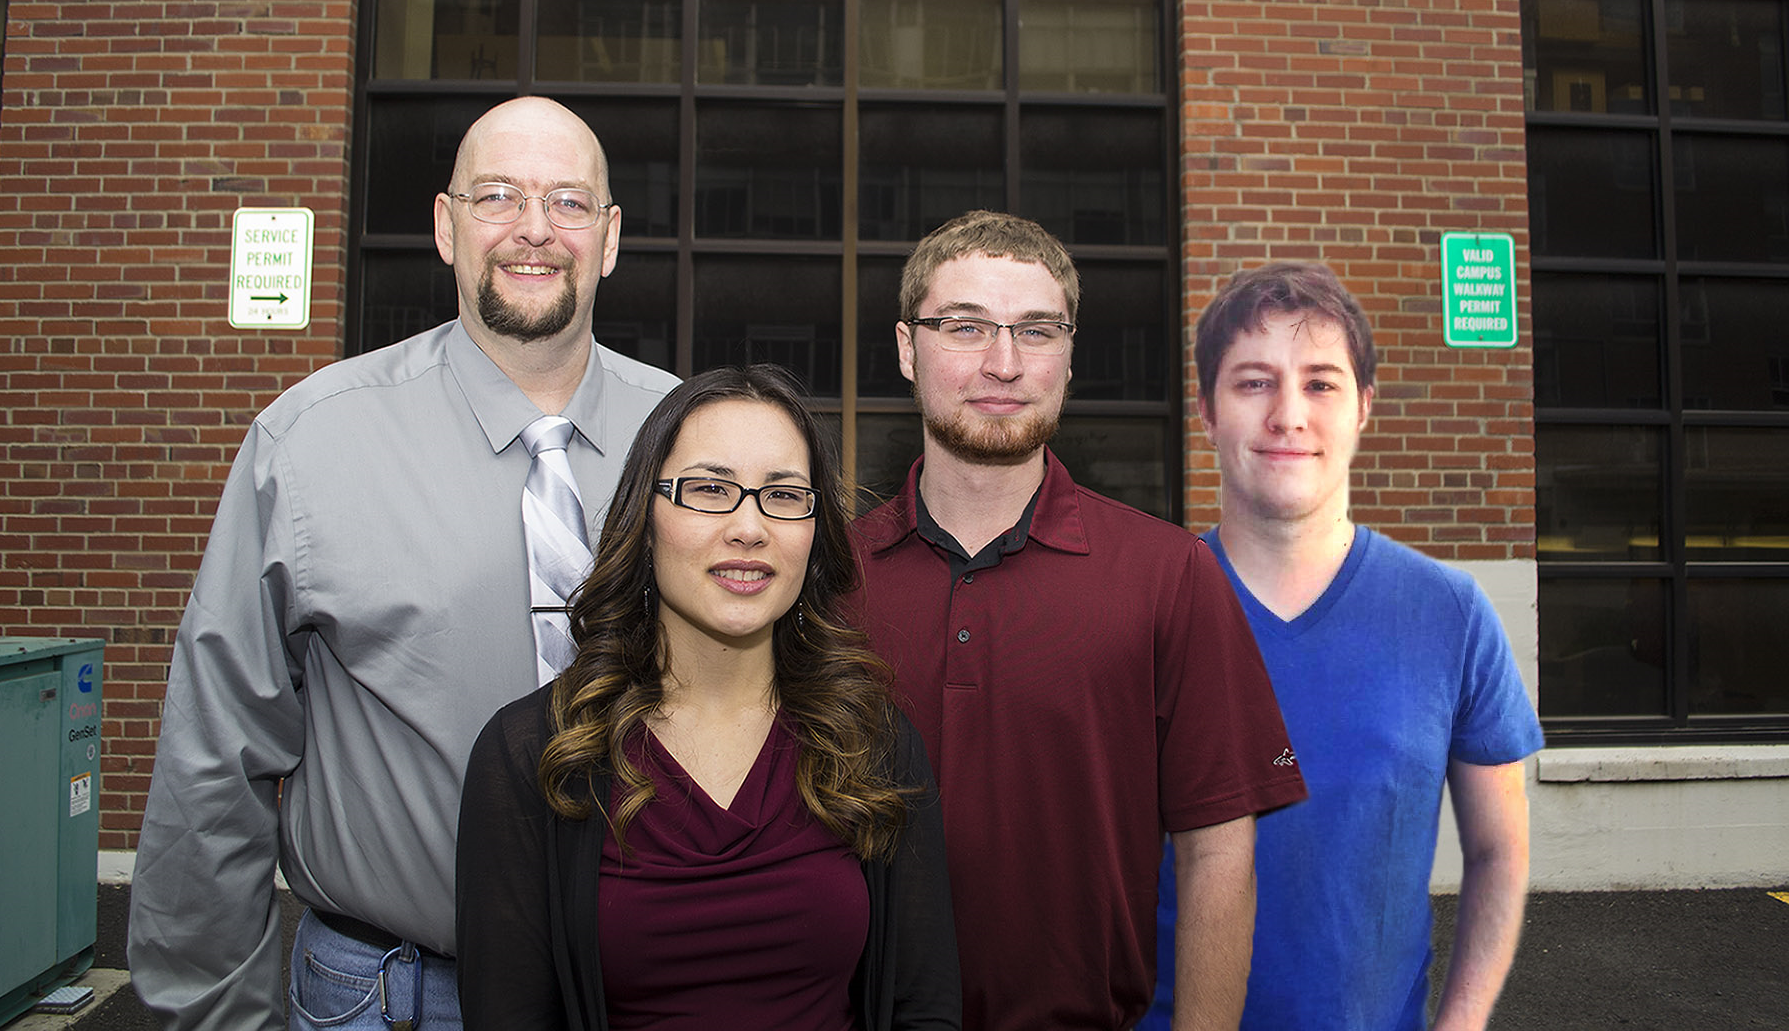 SERVICE
PERMIT
REQUIRED
24 HOURS
VALID
CAMPUS
WALKWAY
PERMIT
REQUIRED
Onan
GenSet